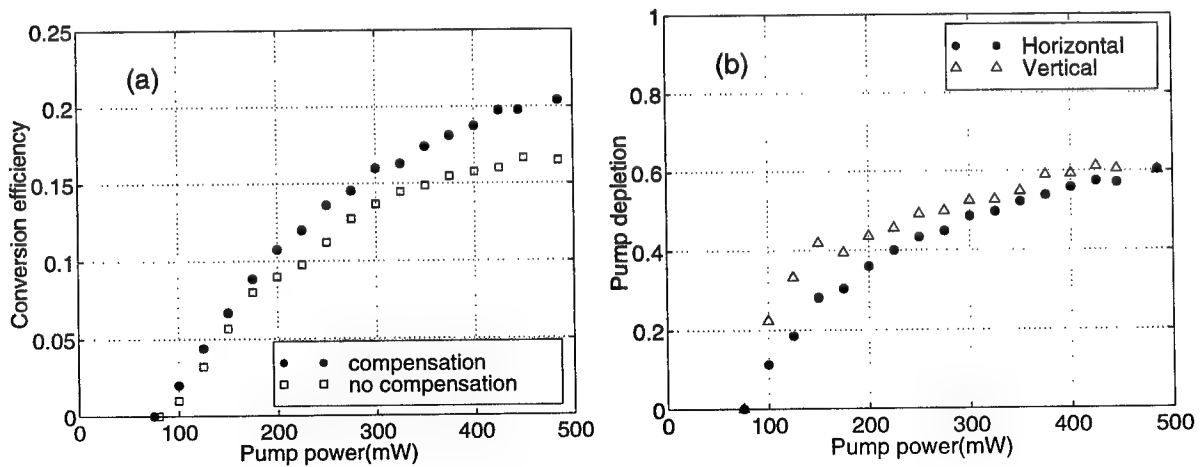 0.25
0.2
0.15
0.1
0.05
0
0
100
200
300
400
500
Conversion efficiency
Pump power(mW)
(a)
compensation
no compensation
1
0.8
0.6
0.4
0.2
0
0
100
200
300
400
500
Pump depletion
Pump power(mW)
(b)
Horizontal
Vertical